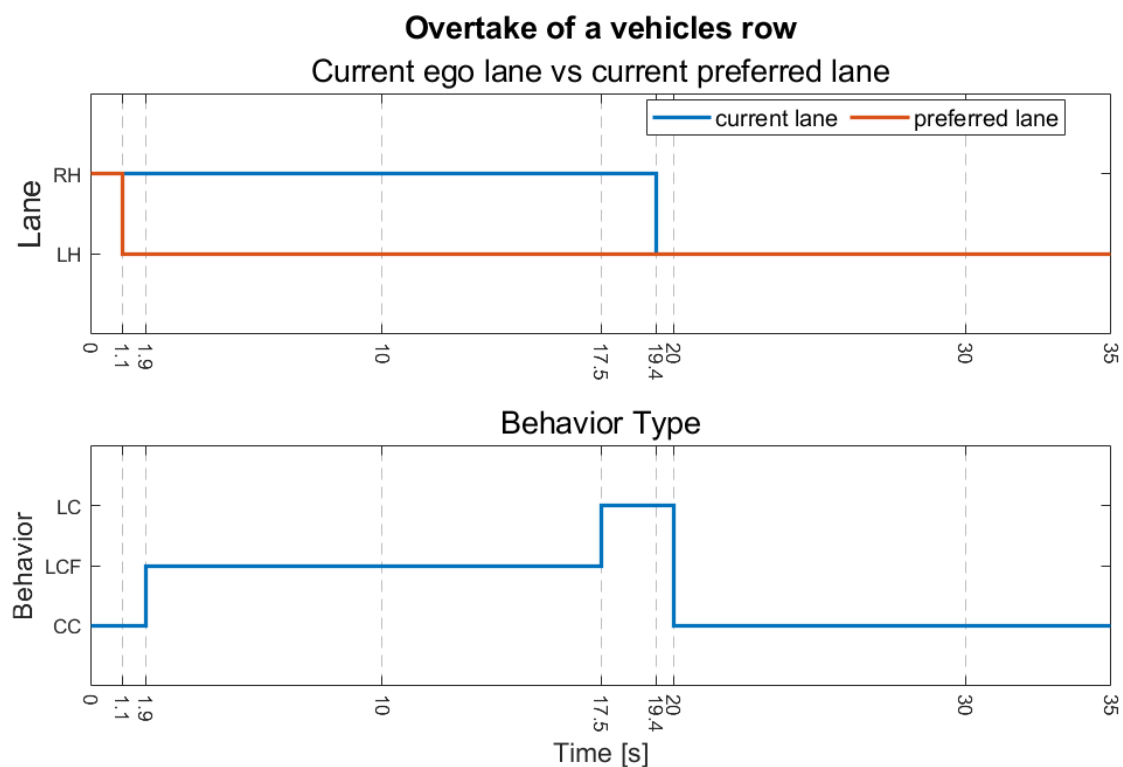 Overtake of a vehicles row
Current ego lane vs current preferred lane
current lane preferred lane
Lane
RH
LH
0 1.1 1.9 10 17.5 19.4 20 30 35
Behavior Type
Behavior
LC
LCF
CC
0 1.1 1.9 10 17.5 19.4 20 30 35
Time [s]